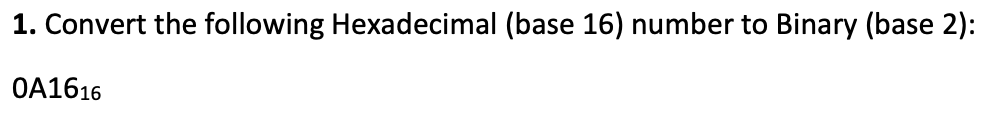 1. Convert the following Hexadecimal (base 16) number to Binary (base 2):
0A16₁₆